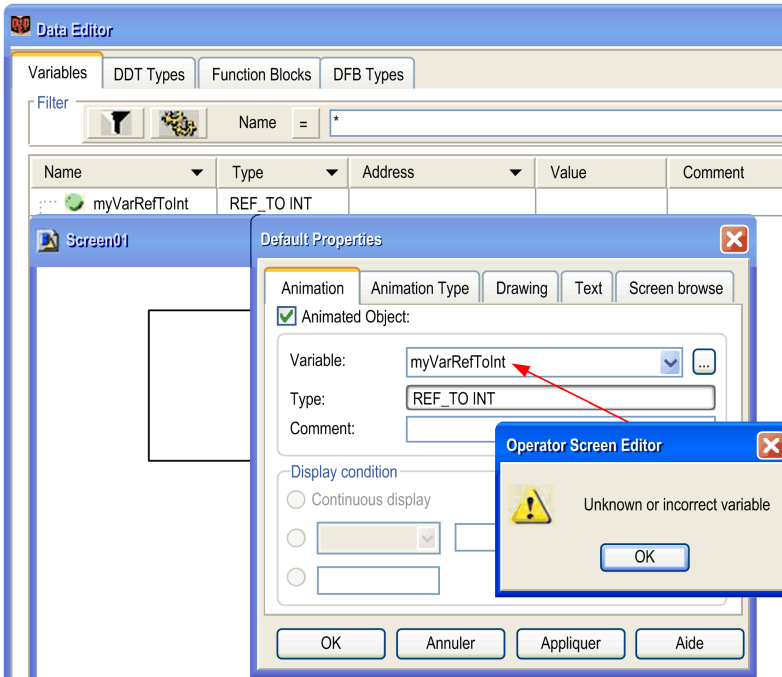 Data Editor
Variables DDT Types Function Blocks DFB Types
Filter
Name = *
Name Type Address Value Comment
myVarRefToInt REF_TO INT
Screen01
Default Properties
Animation Animation Type Drawing Text Screen browse
Animated Object:
Variable: myVarRefToInt ...
Type: REF_TO INT
Comment:
Operator Screen Editor
Display condition
Continuous display
Unknown or incorrect variable
OK
OK Annuler Appliquer Aide